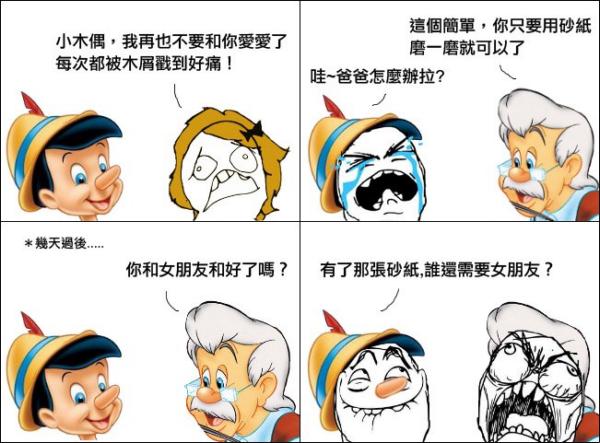 小木偶，我再也不要和你愛愛了
每次都被木屑戳到好痛！
這個簡單，你只要用砂紙
磨一磨就可以了
哇~爸爸怎麼辦拉?
＊幾天過後.....
你和女朋友和好了嗎？
有了那張砂紙,誰還需要女朋友？